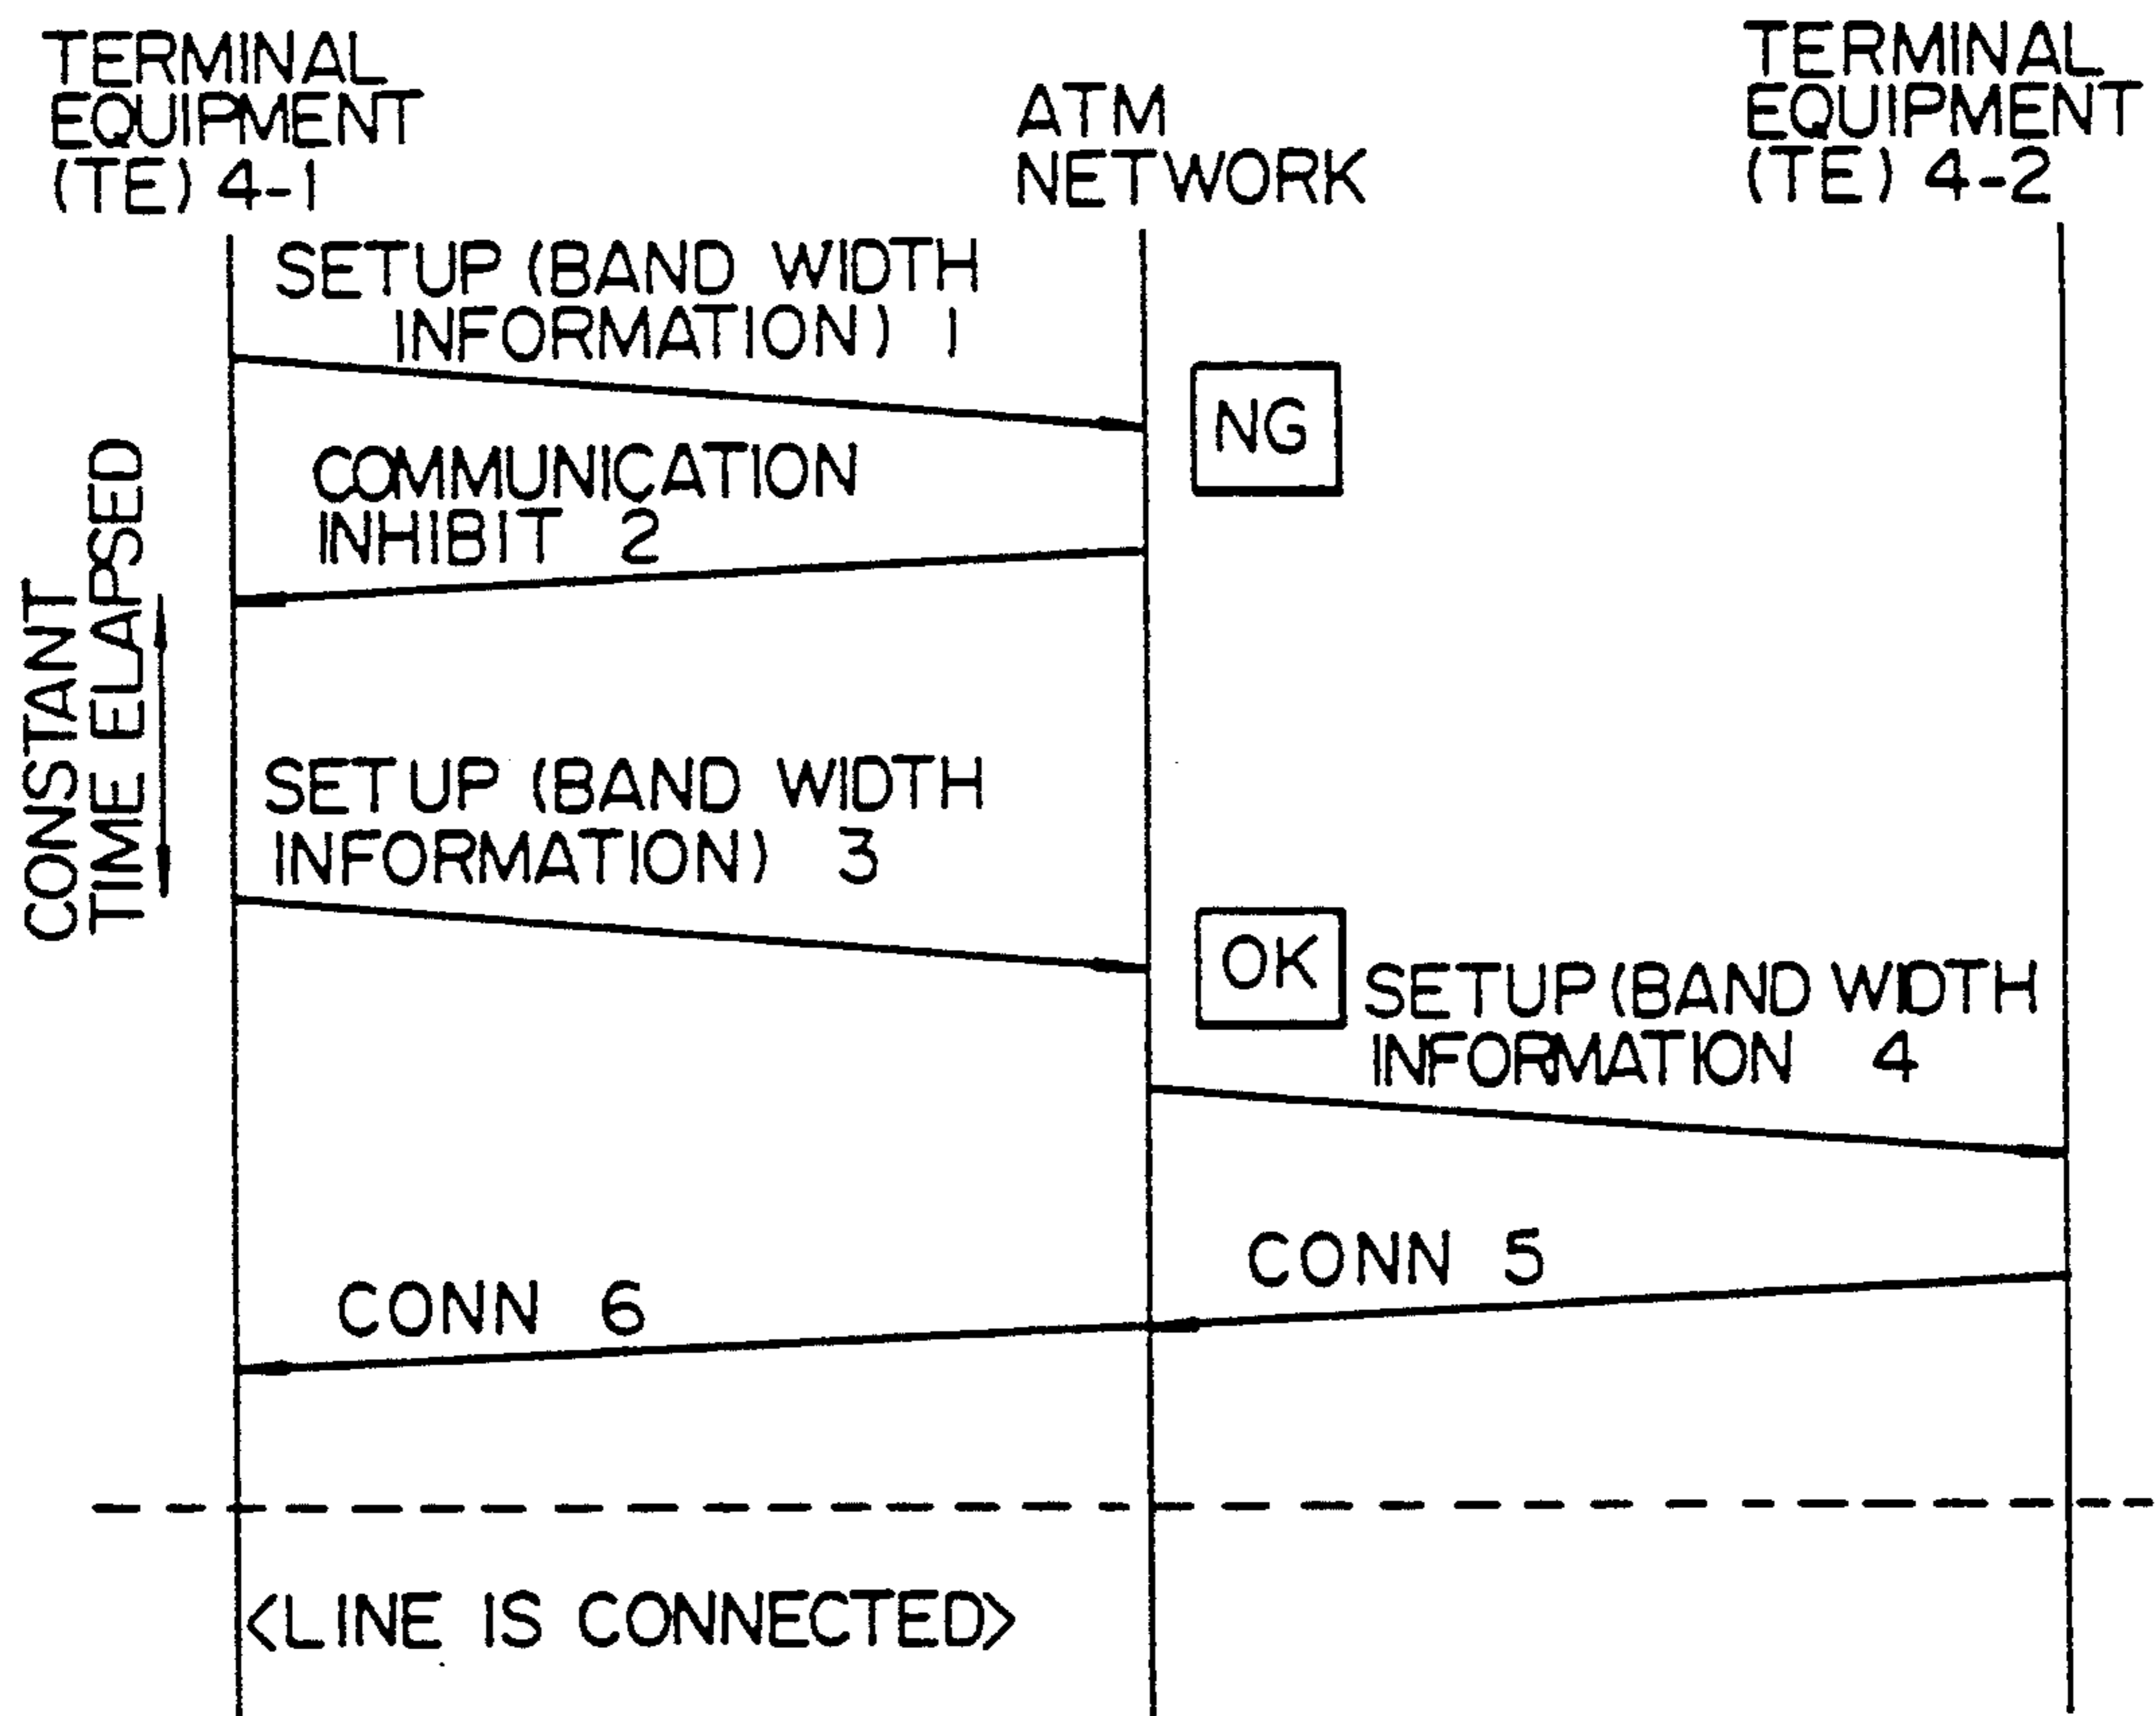 TERMINAL
EQUIPMENT
(TE) 4-1
ATM
NETWORK
TERMINAL
EQUIPMENT
(TE) 4-2
SETUP (BAND WIDTH
INFORMATION) 1
NG
COMMUNICATION
INHIBIT 2
CONSTANT
TIME ELAPSED
SETUP (BAND WIDTH
INFORMATION) 3
OK
SETUP (BAND WIDTH
INFORMATION 4
CONN 5
CONN 6
<LINE IS CONNECTED>